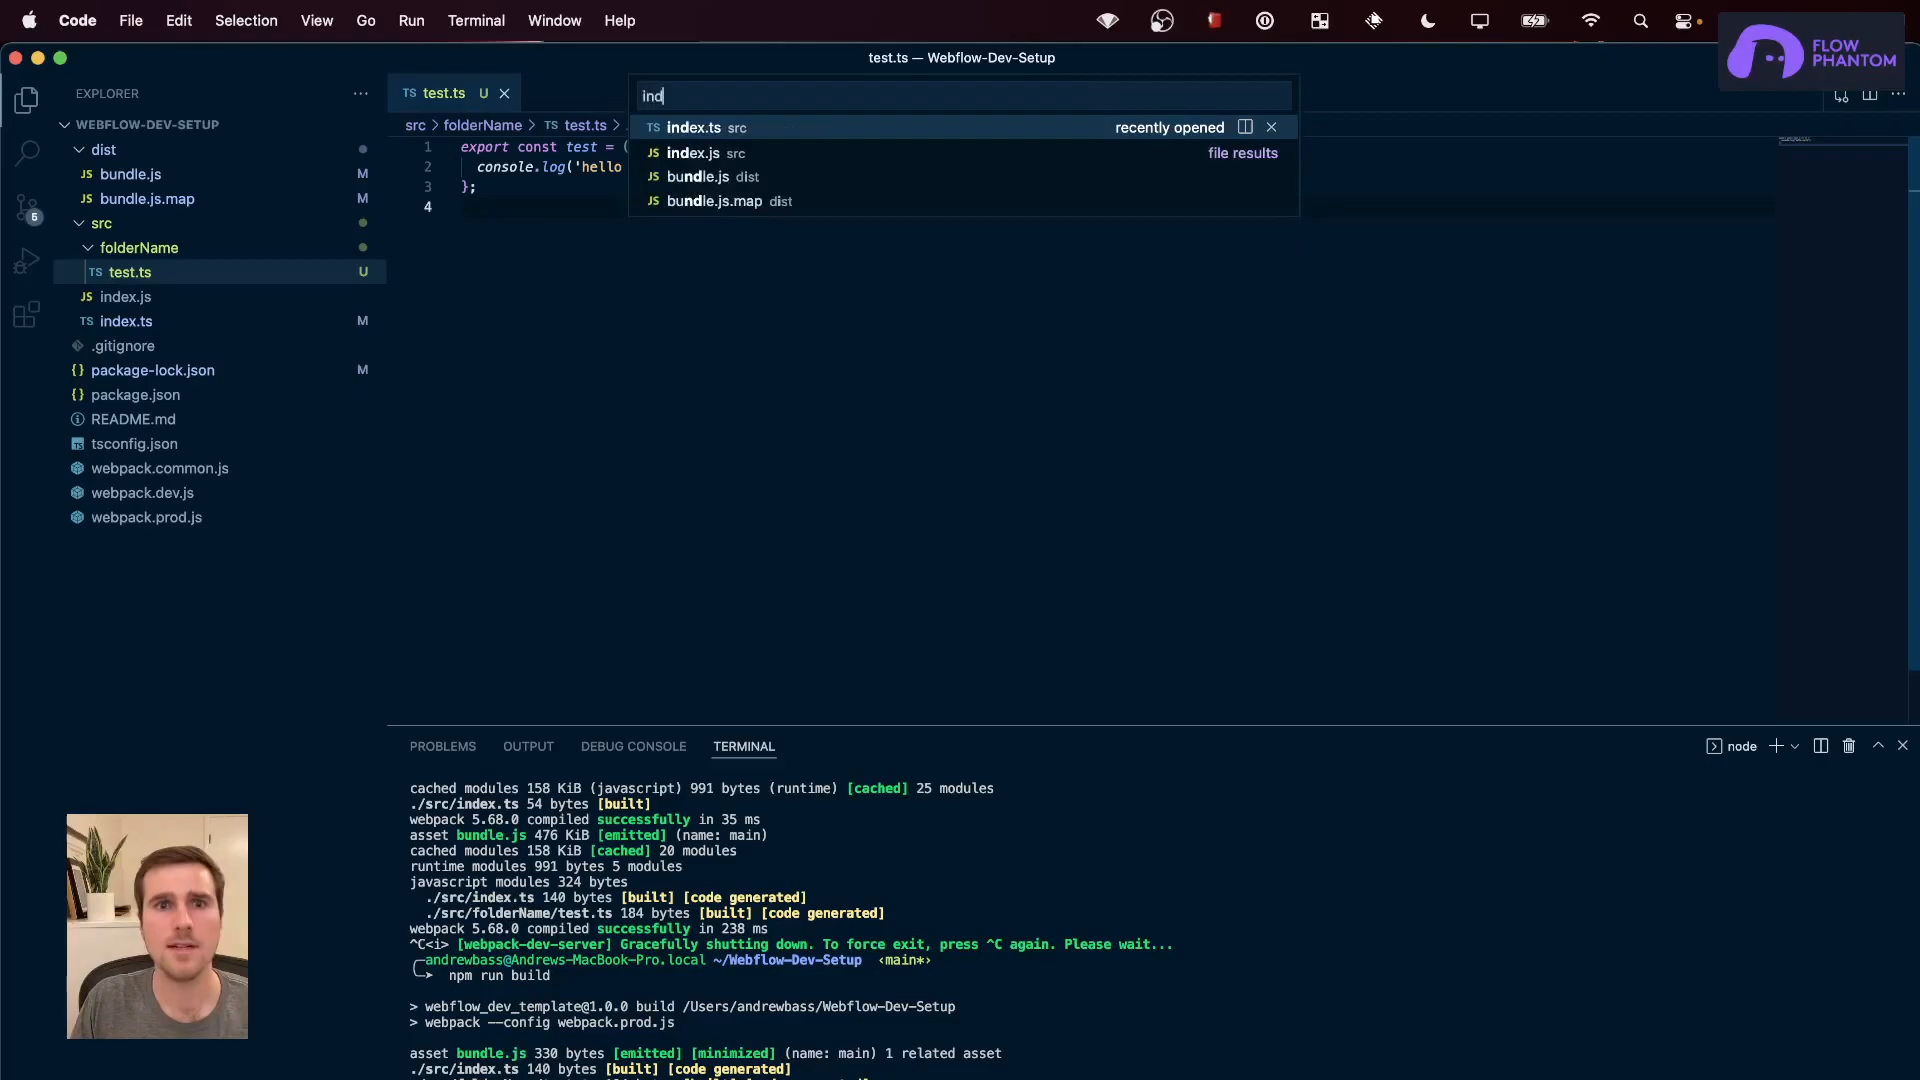 Code File Edit Selection View Go Run Terminal Window Help
FLOW
PHANTOM
test.ts — Webflow-Dev-Setup
EXPLORER
TS test.ts U
ind
WEBFLOW-DEV-SETUP
src > folderName > TS test.ts >
TS index.ts src recently opened
JS index.js src file results
JS bundle.js dist
JS bundle.js.map dist
1 export const test = (
2 console.log('hello
3 };
4
dist
JS bundle.js M
JS bundle.js.map M
5
src
folderName
TS test.ts U
JS index.js
TS index.ts M
.gitignore
{} package-lock.json M
{} package.json
README.md
TS tsconfig.json
webpack.common.js
webpack.dev.js
webpack.prod.js
PROBLEMS OUTPUT DEBUG CONSOLE TERMINAL
node
cached modules 158 KiB (javascript) 991 bytes (runtime) [cached] 25 modules
./src/index.ts 54 bytes [built]
webpack 5.68.0 compiled successfully in 35 ms
asset bundle.js 476 KiB [emitted] (name: main)
cached modules 158 KiB [cached] 20 modules
runtime modules 991 bytes 5 modules
javascript modules 324 bytes
./src/index.ts 140 bytes [built] [code generated]
./src/folderName/test.ts 184 bytes [built] [code generated]
webpack 5.68.0 compiled successfully in 238 ms
^C<i> [webpack-dev-server] Gracefully shutting down. To force exit, press ^C again. Please wait...
andrewbass@Andrews-MacBook-Pro.local ~/Webflow-Dev-Setup ‹main*›
npm run build
> webflow_dev_template@1.0.0 build /Users/andrewbass/Webflow-Dev-Setup
> webpack --config webpack.prod.js
asset bundle.js 330 bytes [emitted] [minimized] (name: main) 1 related asset
./src/index.ts 140 bytes [built] [code generated]